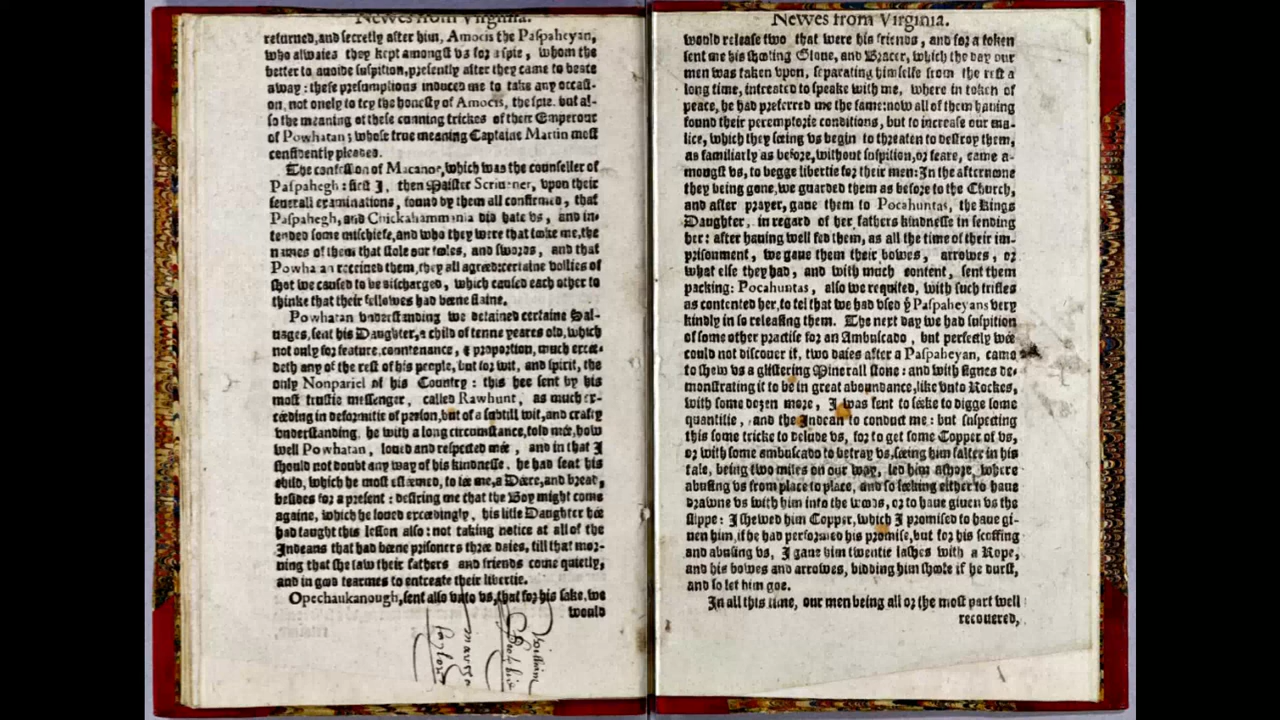 Newes from Virginia.
returned, and secretly after him, Amocis the Paspaheyan,
who alwaies they kept amongst vs for a spie, whom the
better to auoide suspition, presently after they came to beate
away: these presumptions induced me to take any occasi-
on, not onely to try the honesty of Amocis, the spie, but al-
so the meaning of these cunning trickes of their Emperour
of Powhatan; whose true meaning Captaine Martin most
confidently pleades.
The confession of Macanoe, which was the counseller of
Paspahegh: first I, then Maister Scriuener, vpon their
seuerall examinations, found by them all confirmed, that
Paspahegh, and Chickahammania did hate vs, and in-
tended some mischiefe, and who they were that tooke me, the
names of them that stole our tooles, and swords, and that
Powhatan receiued them, they all agreed: certaine vollies of
shot we caused to be discharged, which caused each other to
thinke that their fellowes had beene slaine.
Powhatan vnderstanding we detained certaine Sal-
uages, sent his Daughter, a child of tenne yeares old, which
not only for feature, countenance, & proportion, much excee-
deth any of the rest of his people, but for wit, and spirit, the
only Nonpariel of his Country: this hee sent by his
most trustie messenger, called Rawhunt, as much ex-
ceeding in deformitie of person, but of a subtill wit, and crafty
vnderstanding, he with a long circumstance, told mee, how
well Powhatan, loued and respected mee, and in that I
should not doubt any way of his kindnesse, he had sent his
child, which he most esteemed, to see me, a Deere, and bread,
besides for a present: desiring me that the Boy might come
againe, which he loued exceedingly, his litle Daughter hee
had taught this lesson also: not taking notice at all of the
Indeans that had beene prisoners three daies, till that mor-
ning that she saw their fathers and friends come quietly,
and in good tearmes to entreate their libertie.
Opechaukanough, sent also vnto vs, that for his sake, we
would
William
Newes from Virginia.
would release two that were his friends, and for a token
sent me his shooting Gloue, and Bracer, which the day our
men was taken vpon, separating himselfe from the rest a
long time, intreated to speake with me, where in token of
peace, he had preferred me the same: now all of them hauing
found their peremptorie conditions, but to increase our ma-
lice, which they seeing vs begin to threaten to destroy them,
as familiarly as before, without suspition, or feare, came a-
mongst vs, to begge libertie for their men: In the afternoone
they being gone, we guarded them as before to the Church,
and after prayer, gaue them to Pocahuntas, the Kings
Daughter, in regard of her fathers kindnesse in sending
her: after hauing well fed them, as all the time of their im-
prisonment, we gaue them their bowes, arrowes, or
what else they had, and with much content, sent them
packing: Pocahuntas, also we requited, with such trifles
as contented her, to tel that we had vsed yͤ Paspaheyans very
kindly in so releasing them. The next day we had suspition
of some other practise for an Ambuscado, but perfectly wee
could not discouer it, two daies after a Paspaheyan, came
to shew vs a glistering Minerall stone: and with signes de-
monstrating it to be in great aboundance, like vnto Rockes,
with some dozen more, I was sent to seeke to digge some
quantitie, and the Indean to conduct me: but suspecting
this some tricke to delude vs, for to get some Copper of vs,
or with some ambuscado to betray vs, seeing him falter in his
tale, being two miles on our way, led him ashore, where
abusing vs from place to place, and so seeking either to haue
drawne vs with him into the woods, or to haue giuen vs the
slippe: I shewed him Copper, which I promised to haue gi-
uen him, if he had performed his promise, but for his scoffing
and abusing vs, I gaue him twentie lashes with a Rope,
and his bowes and arrowes, bidding him shoote if he durst,
and so let him goe.
In all this time, our men being all or the most part well
recouered,